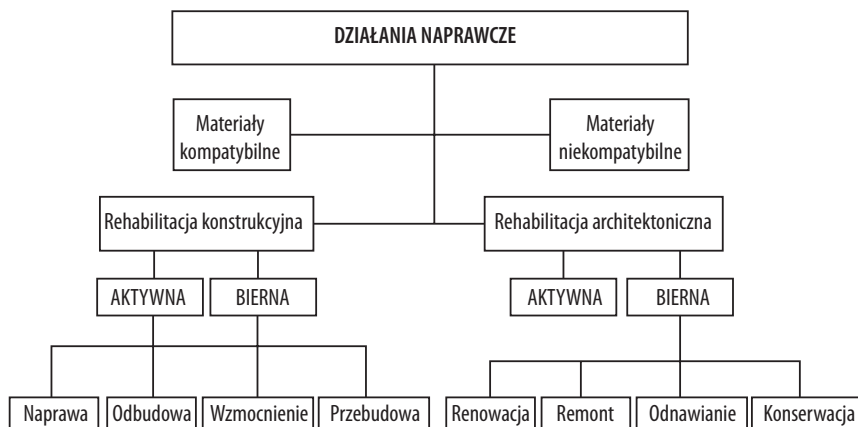 DZIAŁANIA NAPRAWCZE
Materiały
kompatybilne
Materiały
niekompatybilne
Rehabilitacja konstrukcyjna
Rehabilitacja architektoniczna
AKTYWNA
BIERNA
AKTYWNA
BIERNA
Naprawa
Odbudowa
Wzmocnienie
Przebudowa
Renowacja
Remont
Odnawianie
Konserwacja